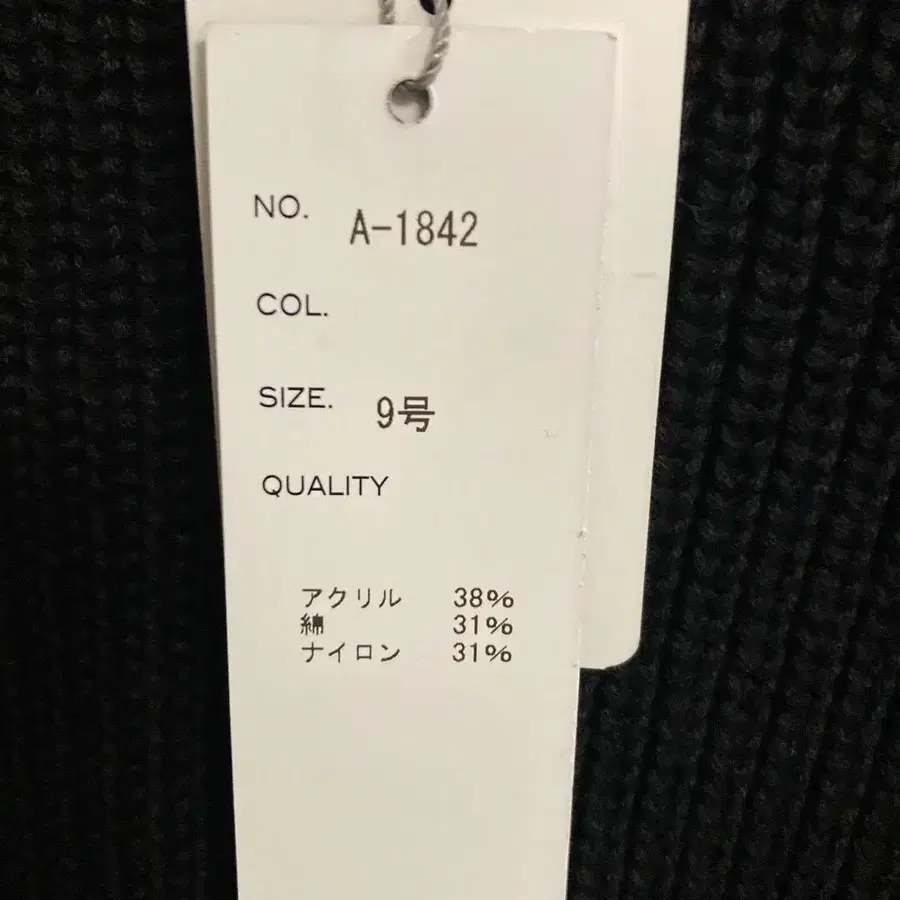 NO. A-1842
COL.
SIZE. 9号
QUALITY
アクリル 38%
綿 31%
ナイロン 31%